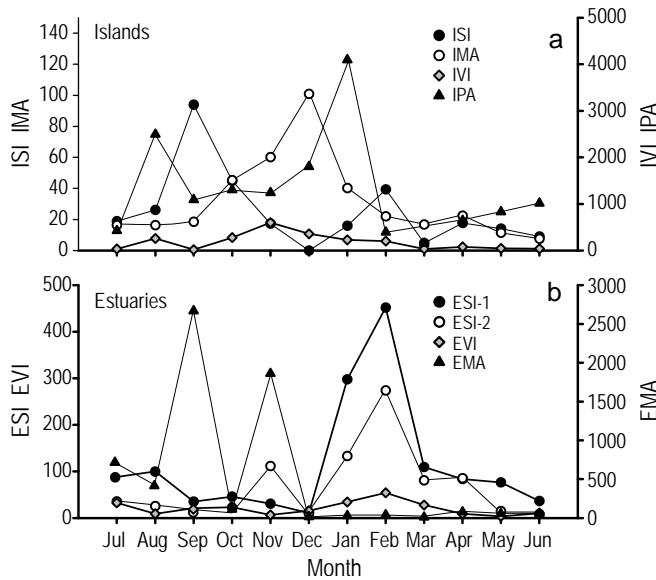 Islands
a
ISI
IMA
IVI
IPA
140
120
100
80
60
40
20
0
ISI IMA
5000
4000
3000
2000
1000
0
IVI IPA
Estuaries
b
ESI-1
ESI-2
EVI
EMA
500
400
300
200
100
0
ESI EVI
3000
2500
2000
1500
1000
500
0
EMA
Jul Aug Sep Oct Nov Dec Jan Feb Mar Apr May Jun
Month